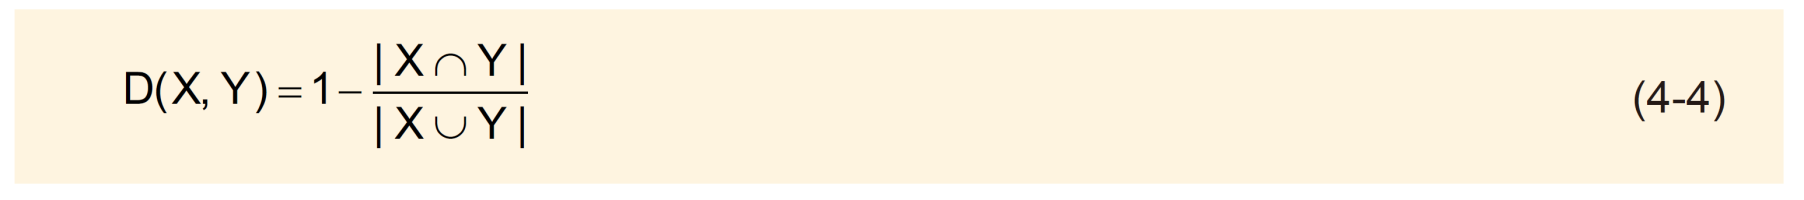 D(X, Y) = 1 − |X ∩ Y| / |X ∪ Y| (4-4)